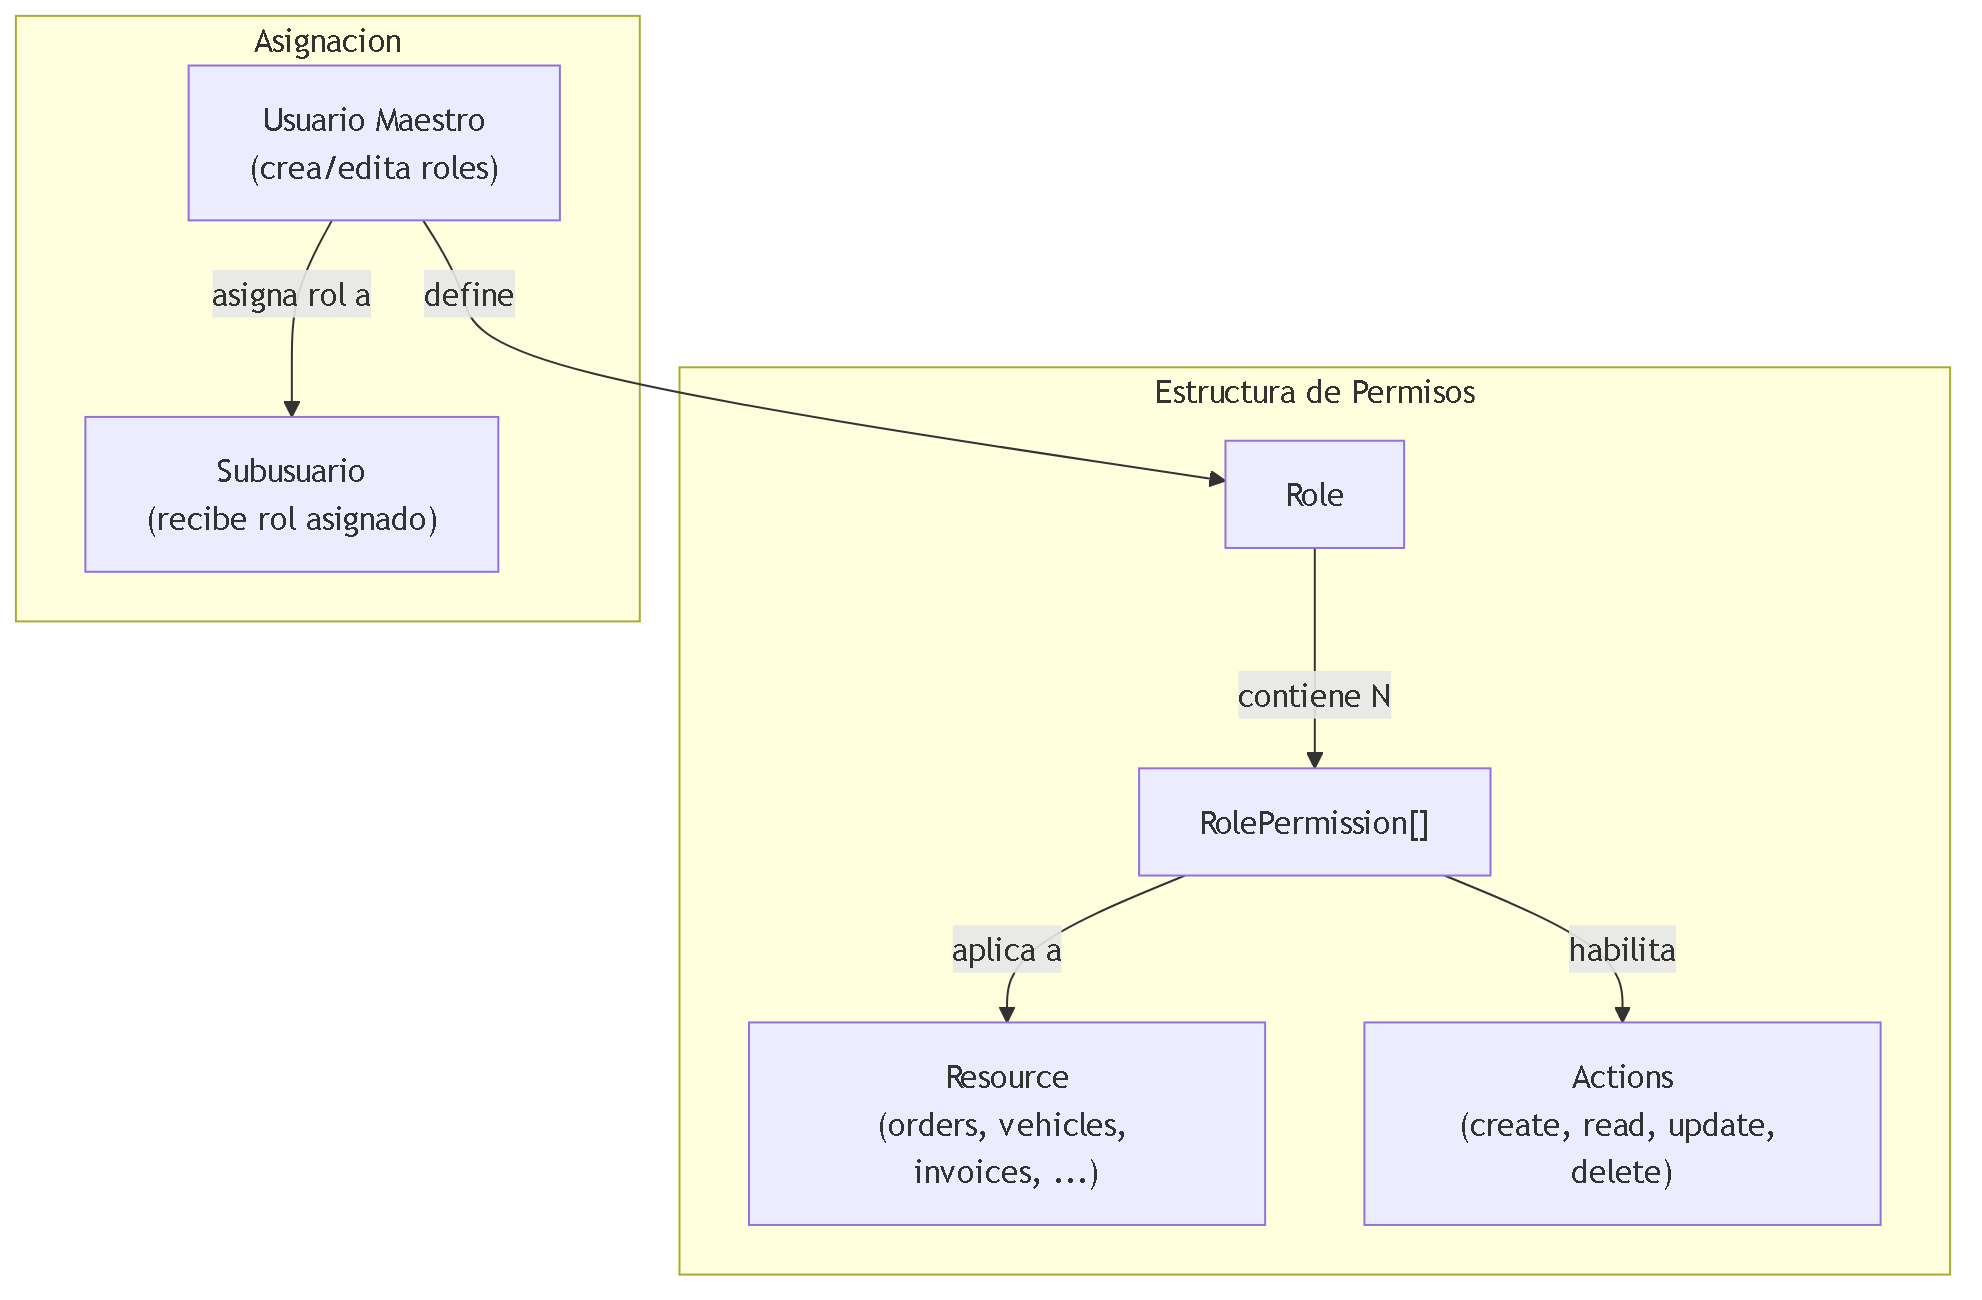 Asignacion
Usuario Maestro
(crea/edita roles)
asigna rol a
define
Subusuario
(recibe rol asignado)
Estructura de Permisos
Role
contiene N
RolePermission[]
aplica a
habilita
Resource
(orders, vehicles,
invoices, ...)
Actions
(create, read, update,
delete)